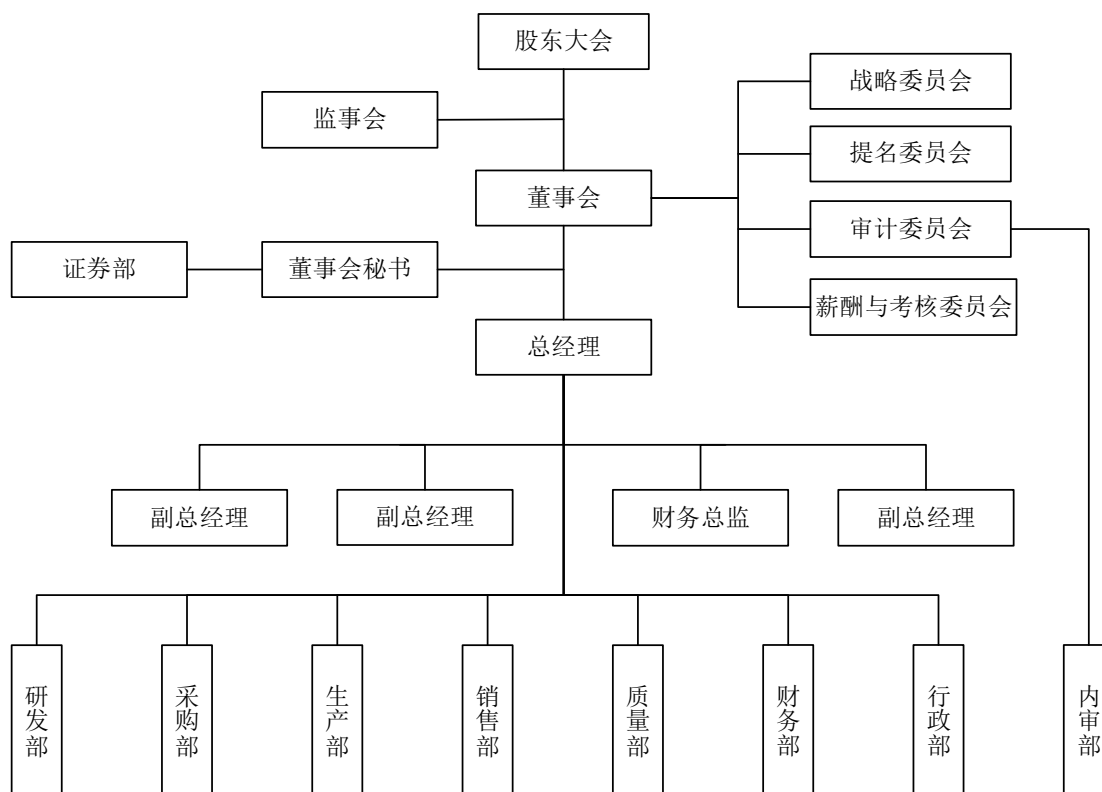 股东大会
战略委员会
监事会
提名委员会
董事会
审计委员会
证券部
董事会秘书
薪酬与考核委员会
总经理
副总经理
副总经理
财务总监
副总经理
研发部
采购部
生产部
销售部
质量部
财务部
行政部
内审部